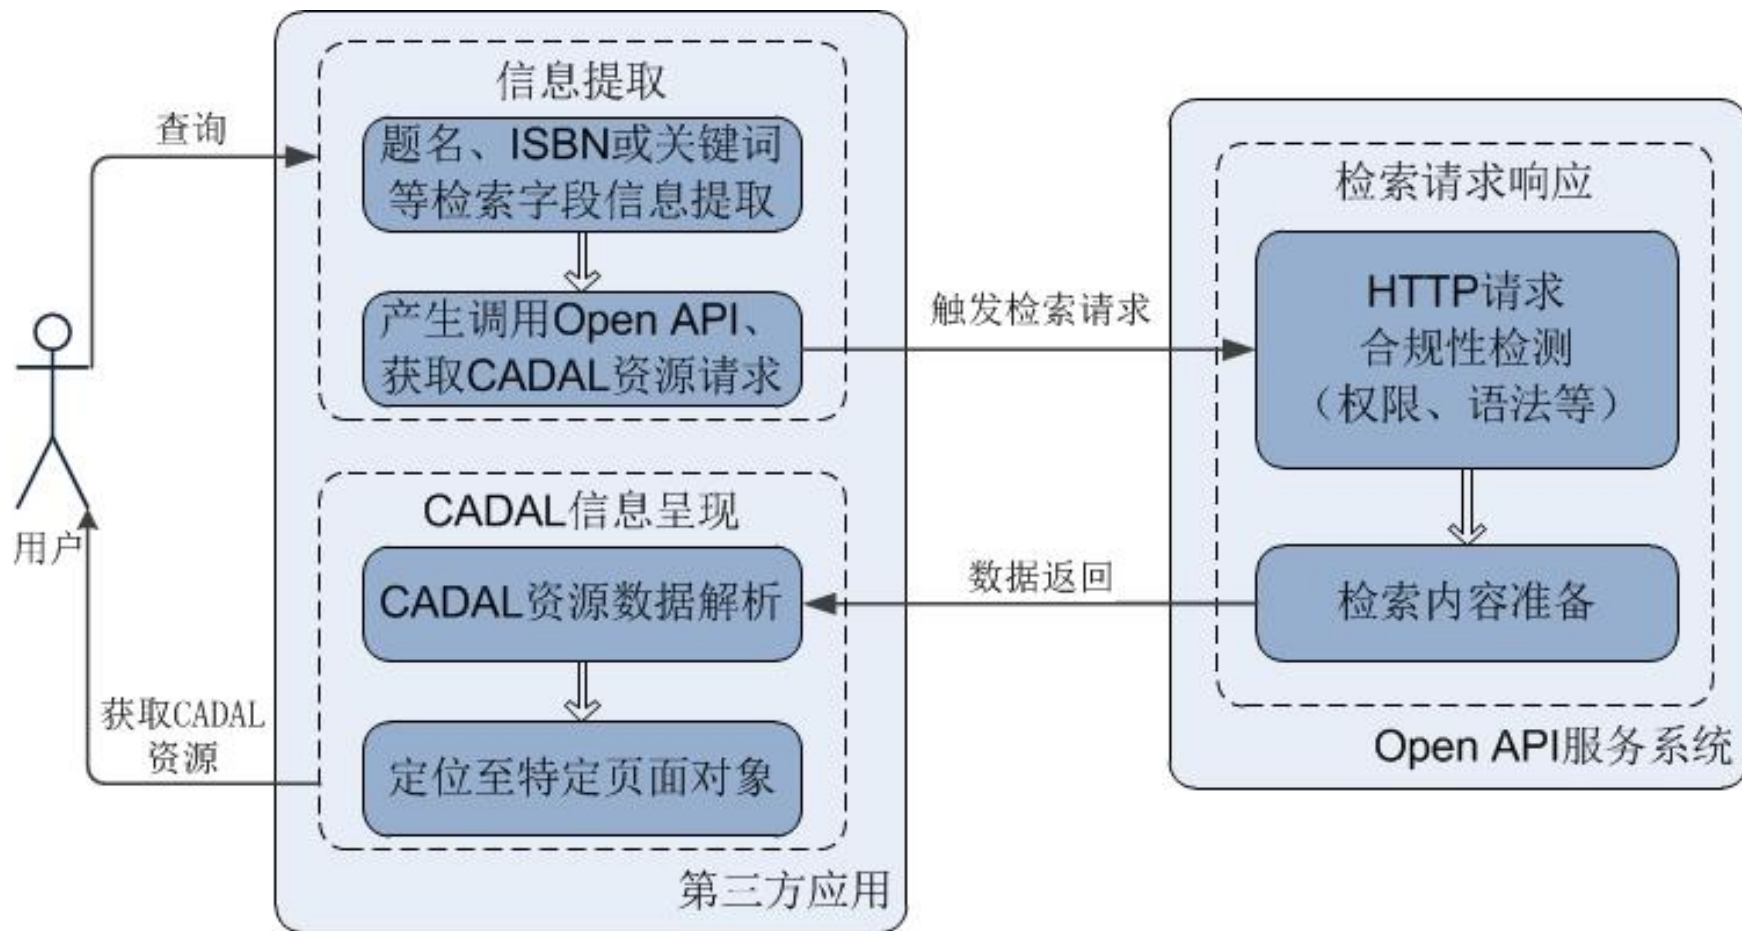 查询
用户
获取CADAL
资源
信息提取
题名、ISBN或关键词
等检索字段信息提取
产生调用Open API、
获取CADAL资源请求
CADAL信息呈现
CADAL资源数据解析
定位至特定页面对象
第三方应用
触发检索请求
数据返回
检索请求响应
HTTP请求
合规性检测
（权限、语法等）
检索内容准备
Open API服务系统